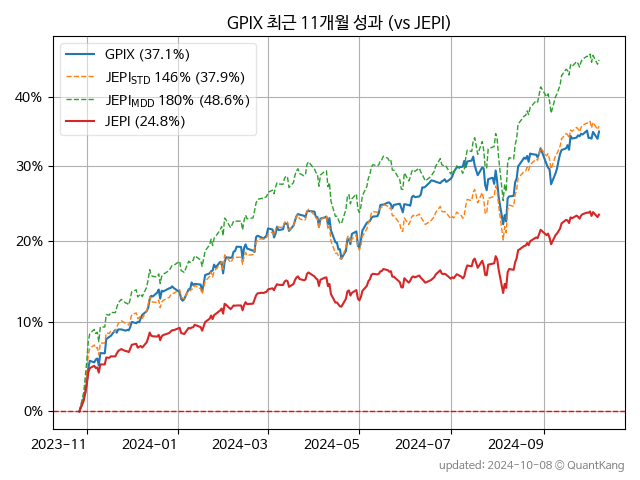 GPIX 최근 11개월 성과 (vs JEPI)
GPIX (37.1%)
JEPI_STD 146% (37.9%)
JEPI_MDD 180% (48.6%)
JEPI (24.8%)
40%
30%
20%
10%
0%
2023-11 2024-01 2024-03 2024-05 2024-07 2024-09
updated: 2024-10-08 © QuantKang